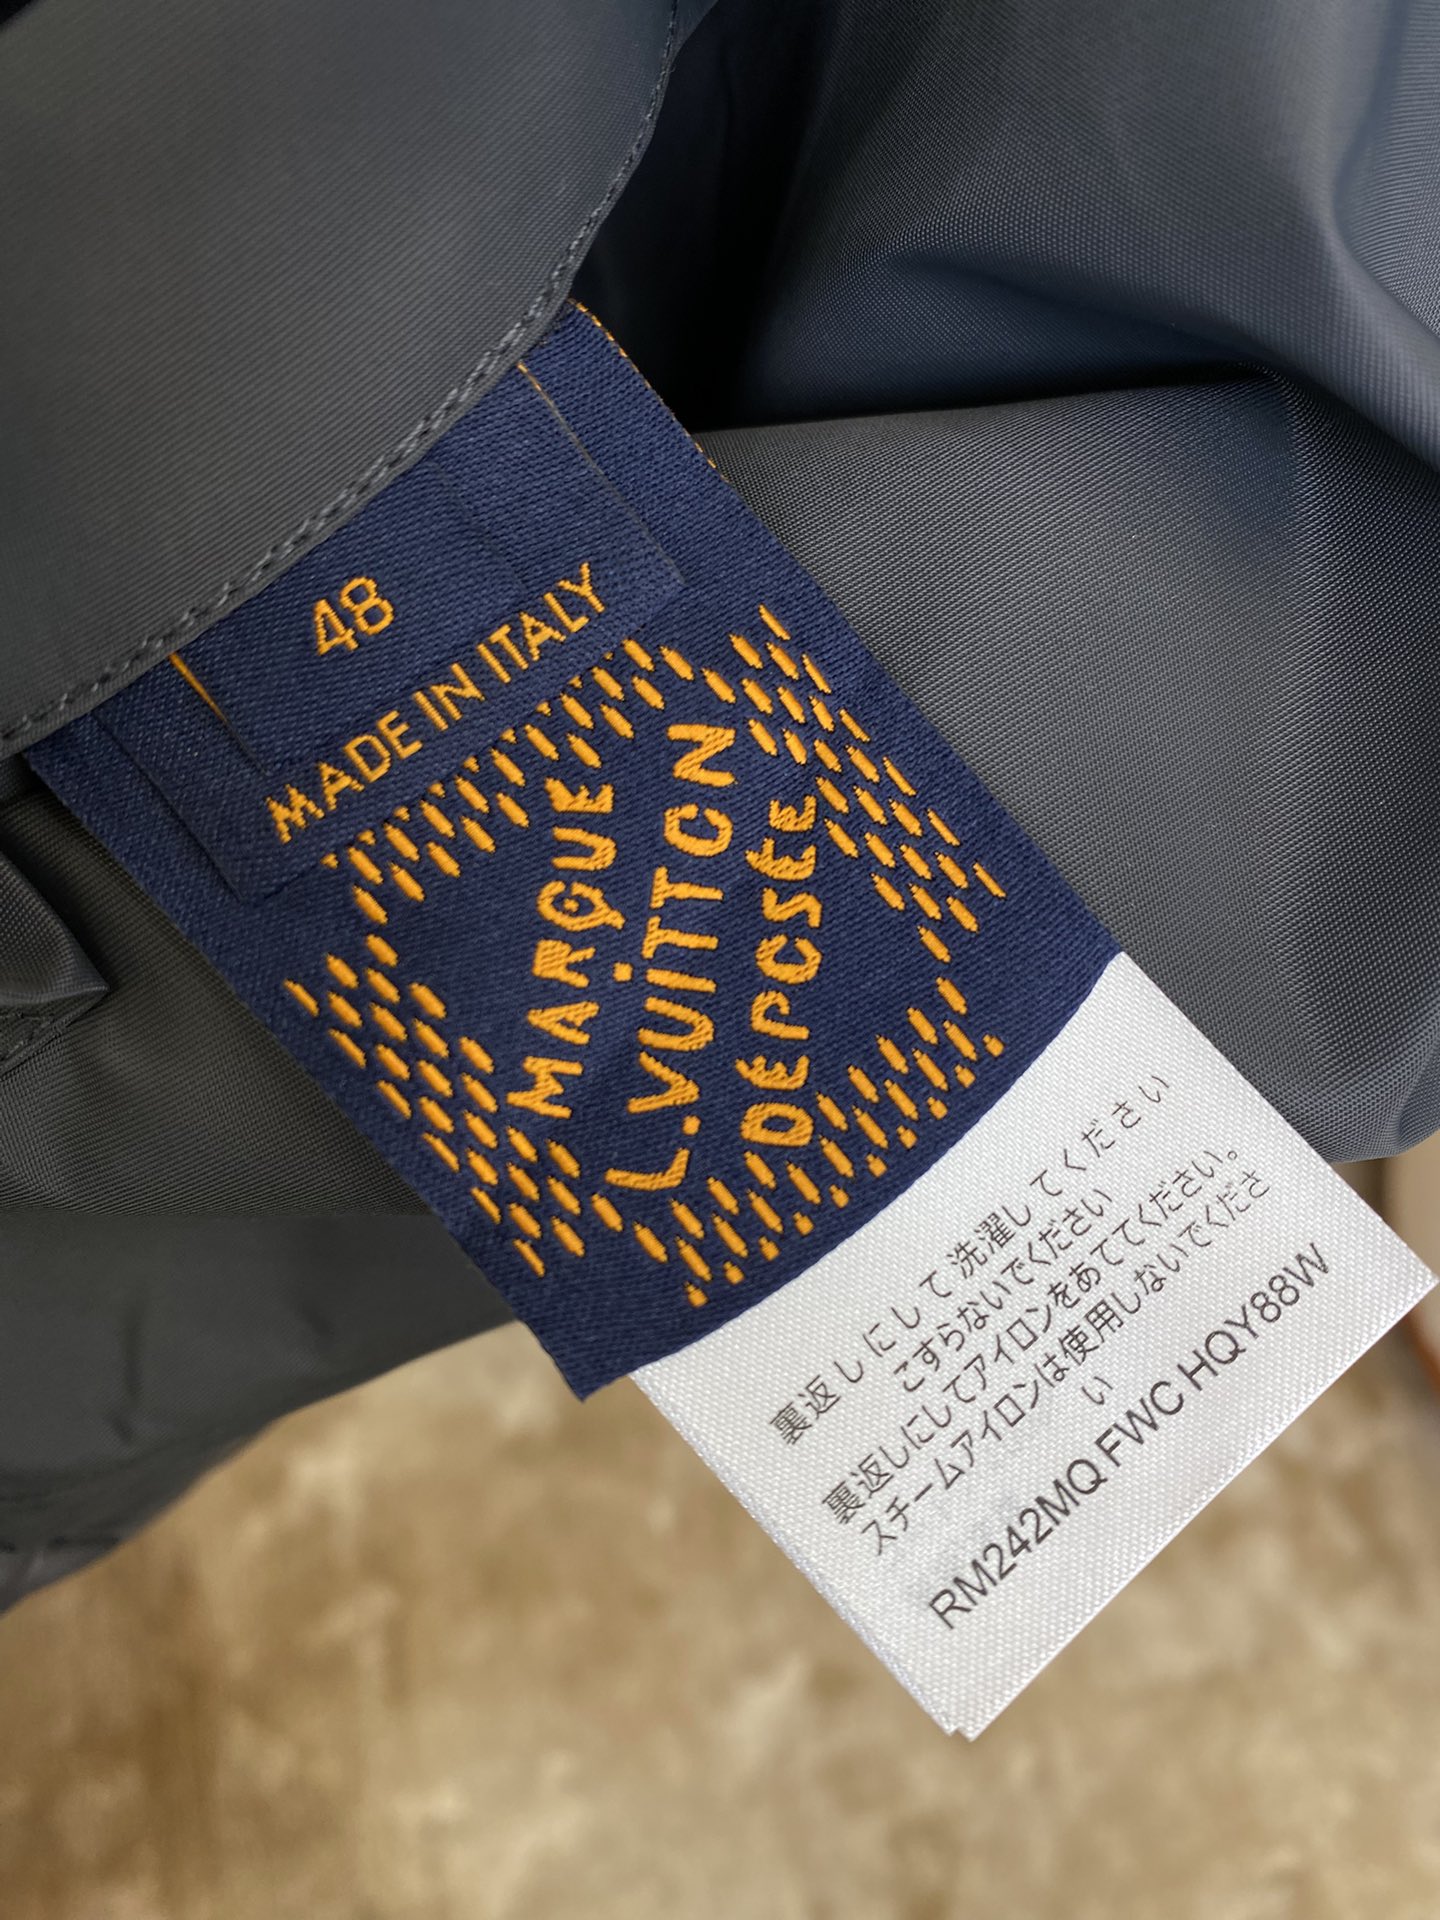 48
MADE IN ITALY
MARQUE
L.VUITTON
DÉPOSÉE
裏返しにして洗濯してください
こすらないでください
裏返しにしてアイロンをあててください。
スチームアイロンは使用しないでくださ
い
RM242MQ FWC HQY88W